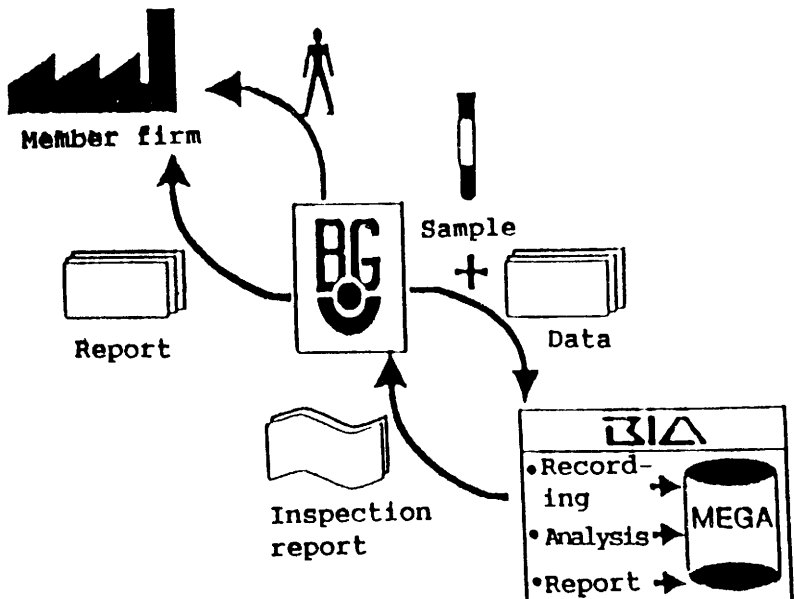 Member firm
Sample
+
BG
Report
Data
BIA
Inspection
report
•Record-
ing
•Analysis
•Report
MEGA